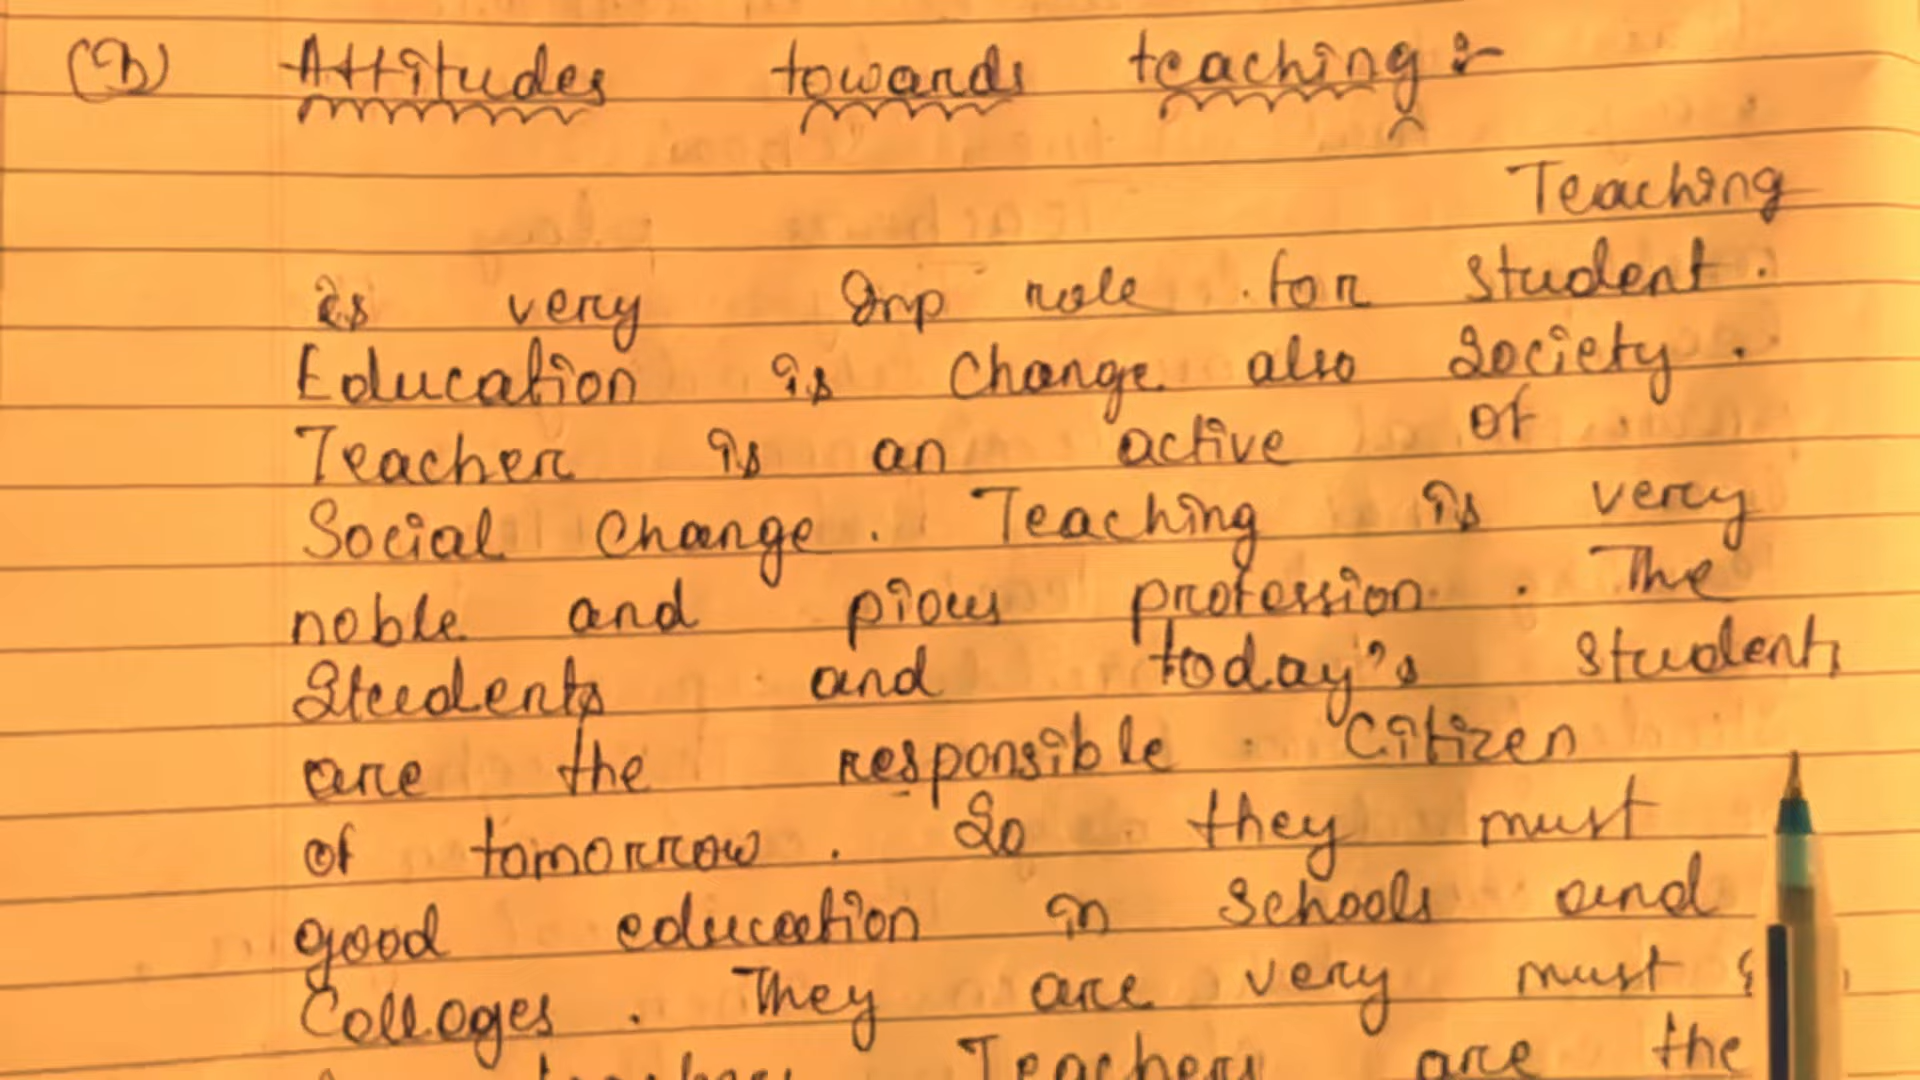 (b) Attitudes towards teaching :-
Teaching
is very Imp role for student.
Education is change also society.
Teacher is an active of
Social change. Teaching is very
noble and pious profession. The
Students and today's students
are the responsible citizen
of tomorrow. So they must
good education in schools and
Colloges. They are very must
Teachers are the